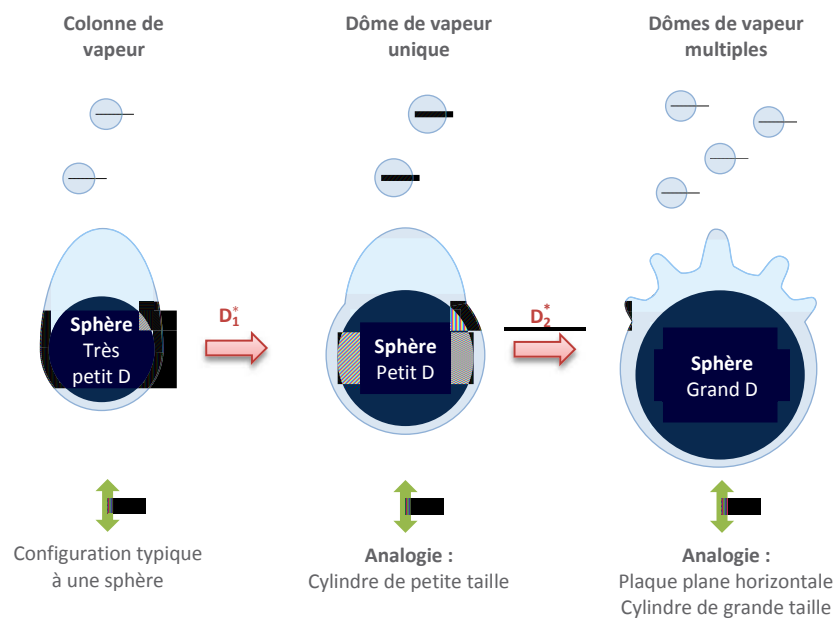 Colonne de
vapeur
Dôme de vapeur
unique
Dômes de vapeur
multiples
Sphère
Très
petit D
D₁*
Sphère
Petit D
D₂*
Sphère
Grand D
Configuration typique
à une sphère
Analogie :
Cylindre de petite taille
Analogie :
Plaque plane horizontale
Cylindre de grande taille